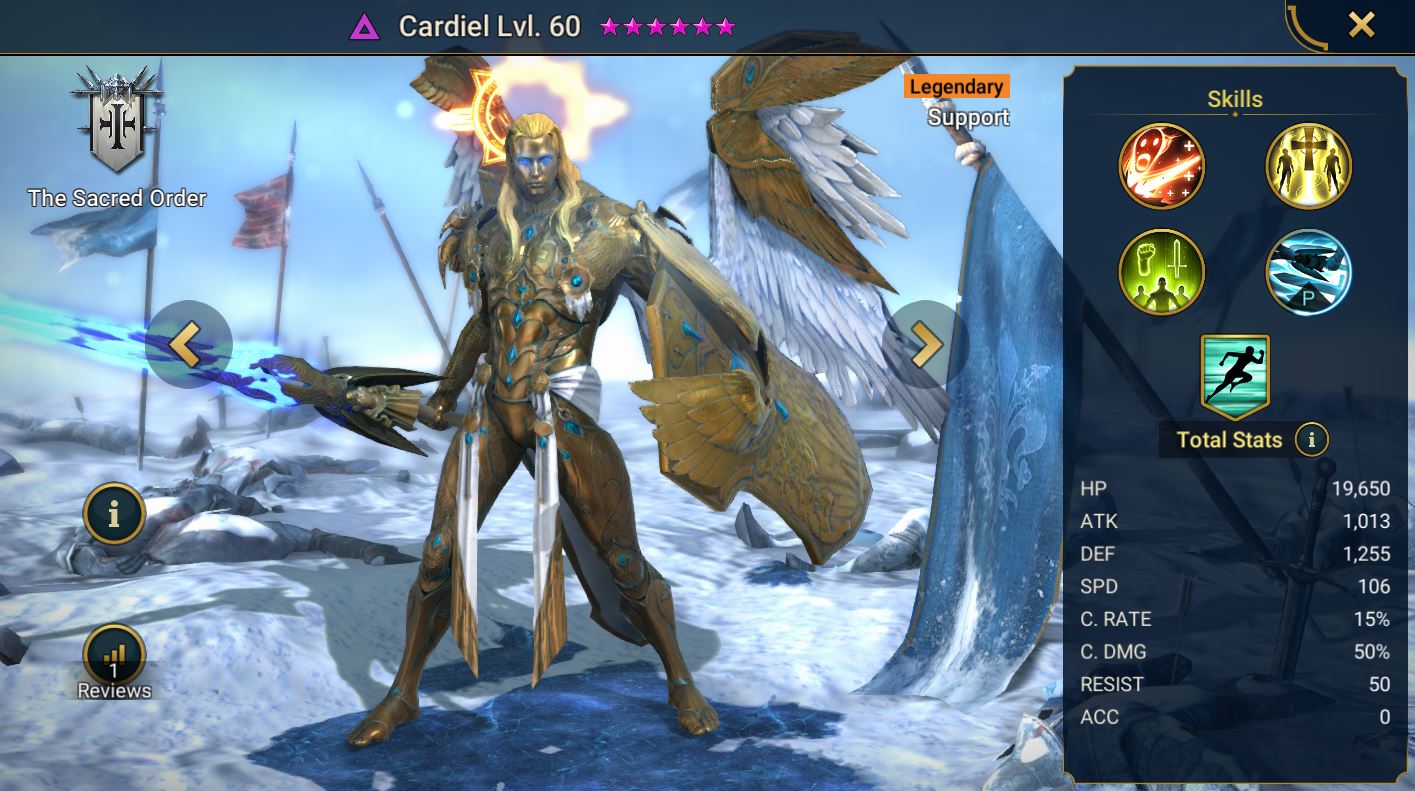 Cardiel Lvl. 60
The Sacred Order
Legendary
Support
1
Reviews
Skills
P
Total Stats
HP 19,650
ATK 1,013
DEF 1,255
SPD 106
C. RATE 15%
C. DMG 50%
RESIST 50
ACC 0